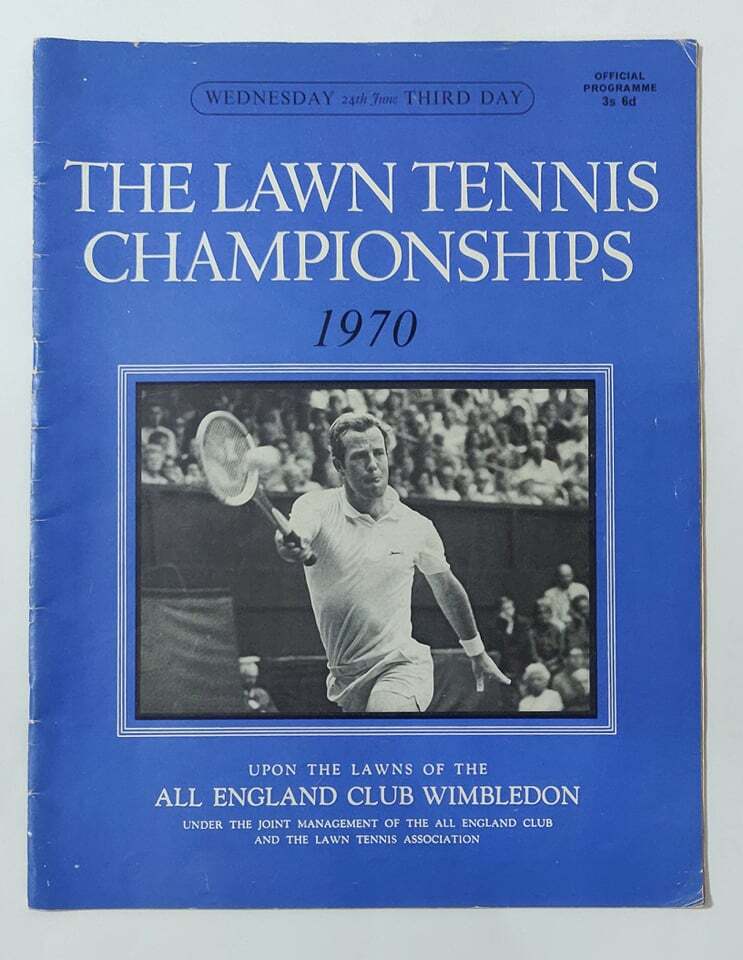 WEDNESDAY 24th June THIRD DAY
OFFICIAL
PROGRAMME
3s 6d
THE LAWN TENNIS
CHAMPIONSHIPS
1970
UPON THE LAWNS OF THE
ALL ENGLAND CLUB WIMBLEDON
UNDER THE JOINT MANAGEMENT OF THE ALL ENGLAND CLUB
AND THE LAWN TENNIS ASSOCIATION